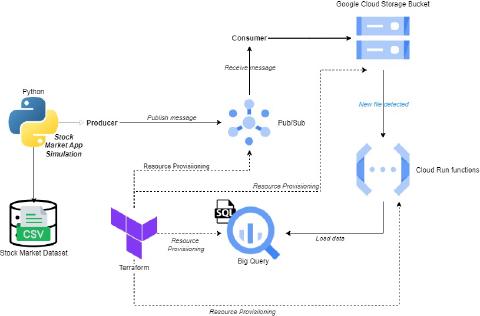 Google Cloud Storage Bucket
Consumer
Receive message
Python
New file detected
Producer
Publish message
Pub/Sub
Stock
Market App
Simulation
Resource Provisioning
Cloud Run functions
Resource Provisioning
SQL
CSV
Resource
Provisioning
Load data
Stock Market Dataset
Terraform
Big Query
Resource Provisioning